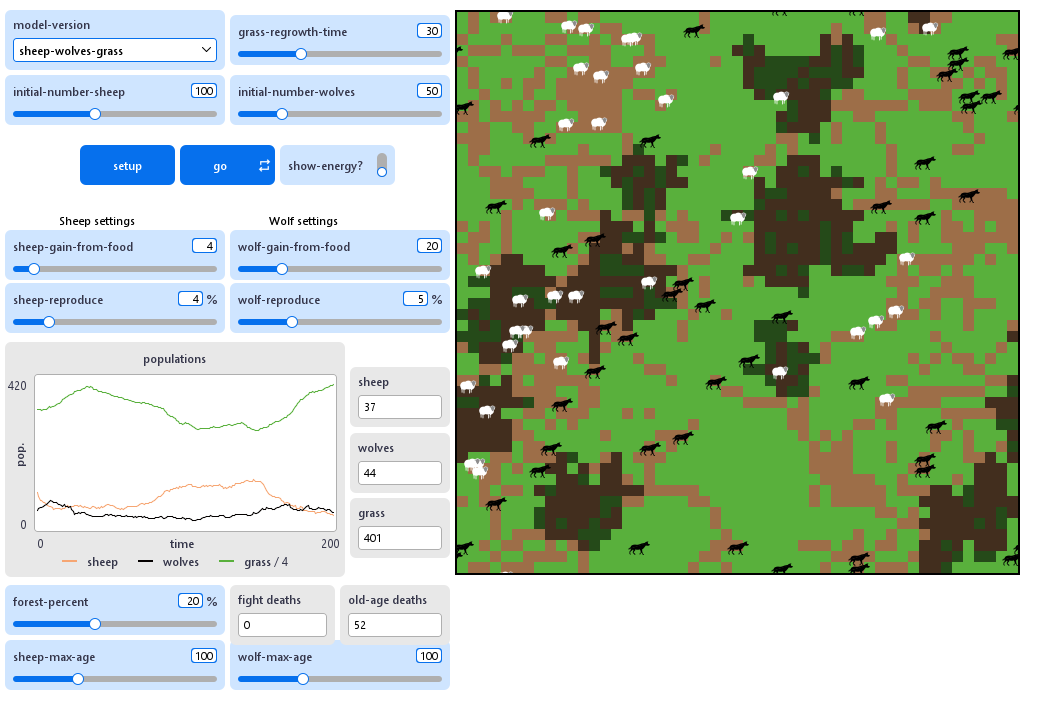 model-version
sheep-wolves-grass
grass-regrowth-time 30
initial-number-sheep 100
initial-number-wolves 50
setup
go
show-energy?
Sheep settings
Wolf settings
sheep-gain-from-food 4
wolf-gain-from-food 20
sheep-reproduce 4 %
wolf-reproduce 5 %
populations
420
pop.
0
0
time
200
sheep
wolves
grass / 4
sheep
37
wolves
44
grass
401
forest-percent 20 %
fight deaths
0
old-age deaths
52
sheep-max-age 100
wolf-max-age 100